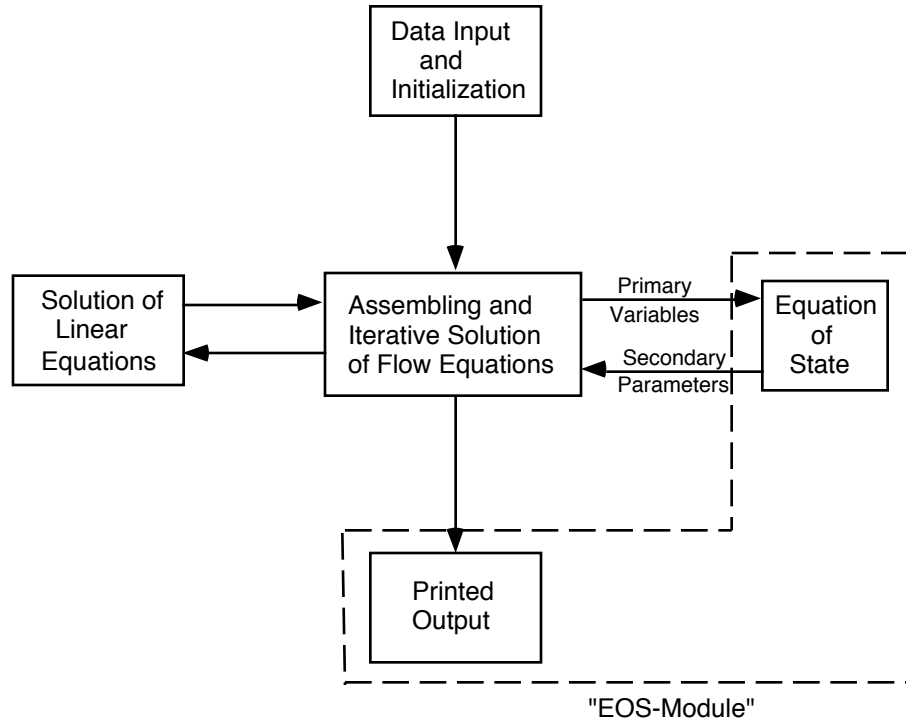 Data Input
and
Initialization
Solution of
Linear
Equations
Assembling and
Iterative Solution
of Flow Equations
Primary
Variables
Secondary
Parameters
Equation
of
State
Printed
Output
"EOS-Module"